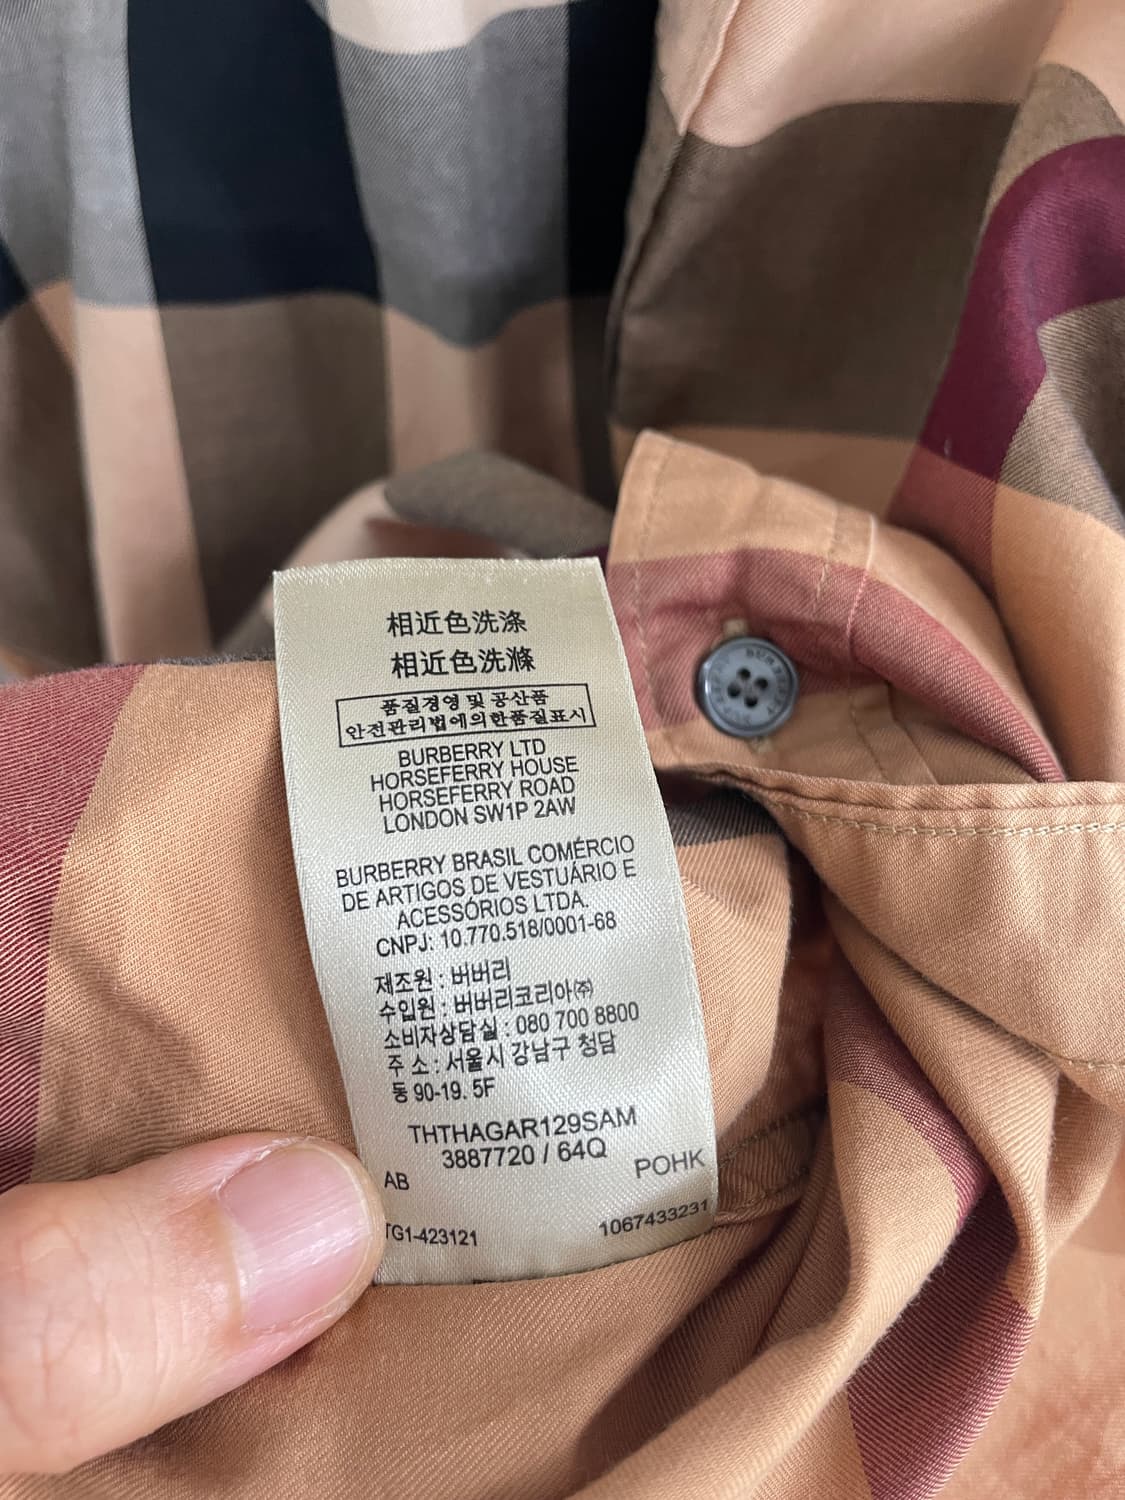 相近色洗涤
相近色洗滌
품질경영 및 공산품
안전관리법에의한품질표시
BURBERRY LTD
HORSEFERRY HOUSE
HORSEFERRY ROAD
LONDON SW1P 2AW
BURBERRY BRASIL COMÉRCIO
DE ARTIGOS DE VESTUÁRIO E
ACESSÓRIOS LTDA.
CNPJ: 10.770.518/0001-68
제조원 : 버버리
수입원 : 버버리코리아㈜
소비자상담실 : 080 700 8800
주 소 : 서울시 강남구 청담
동 90-19. 5F
THTHAGAR129SAM
3887720 / 64Q
AB POHK
TG1-423121 1067433231